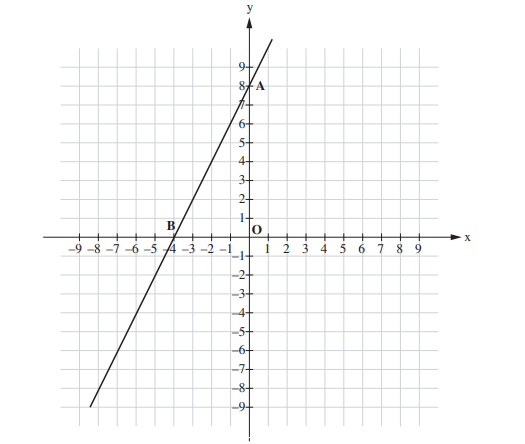 y
9
8 A
7
6
5
4
3
2
B
1
O
x
–9 –8 –7 –6 –5 –4 –3 –2 –1 1 2 3 4 5 6 7 8 9
–1
–2
–3
–4
–5
–6
–7
–8
–9